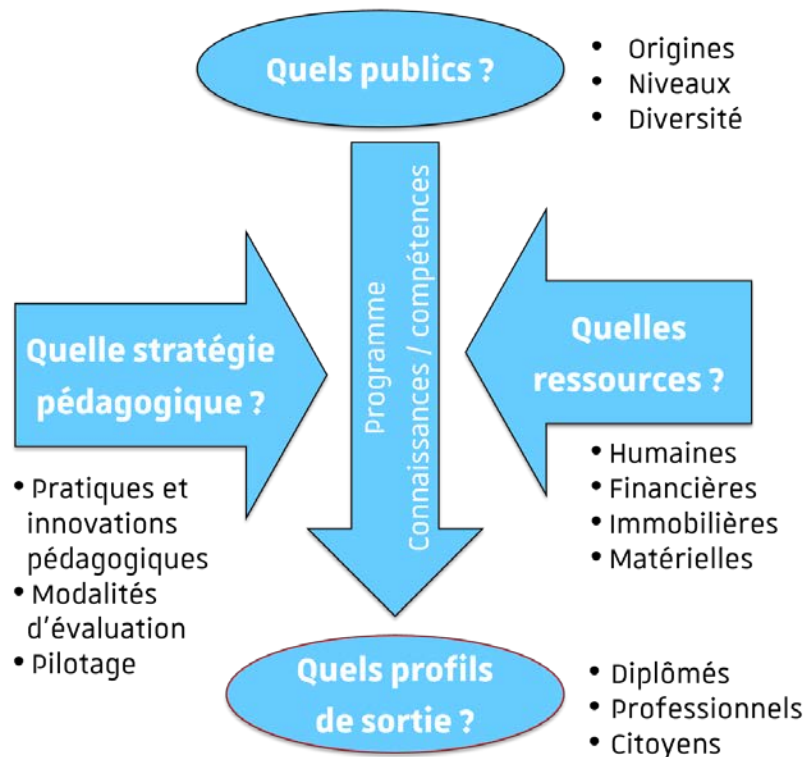 Quels publics ?
• Origines
• Niveaux
• Diversité
Programme
Connaissances / compétences
Quelle stratégie
pédagogique ?
• Pratiques et
innovations
pédagogiques
• Modalités
d'évaluation
• Pilotage
Quelles
ressources ?
• Humaines
• Financières
• Immobilières
• Matérielles
Quels profils
de sortie ?
• Diplômés
• Professionnels
• Citoyens